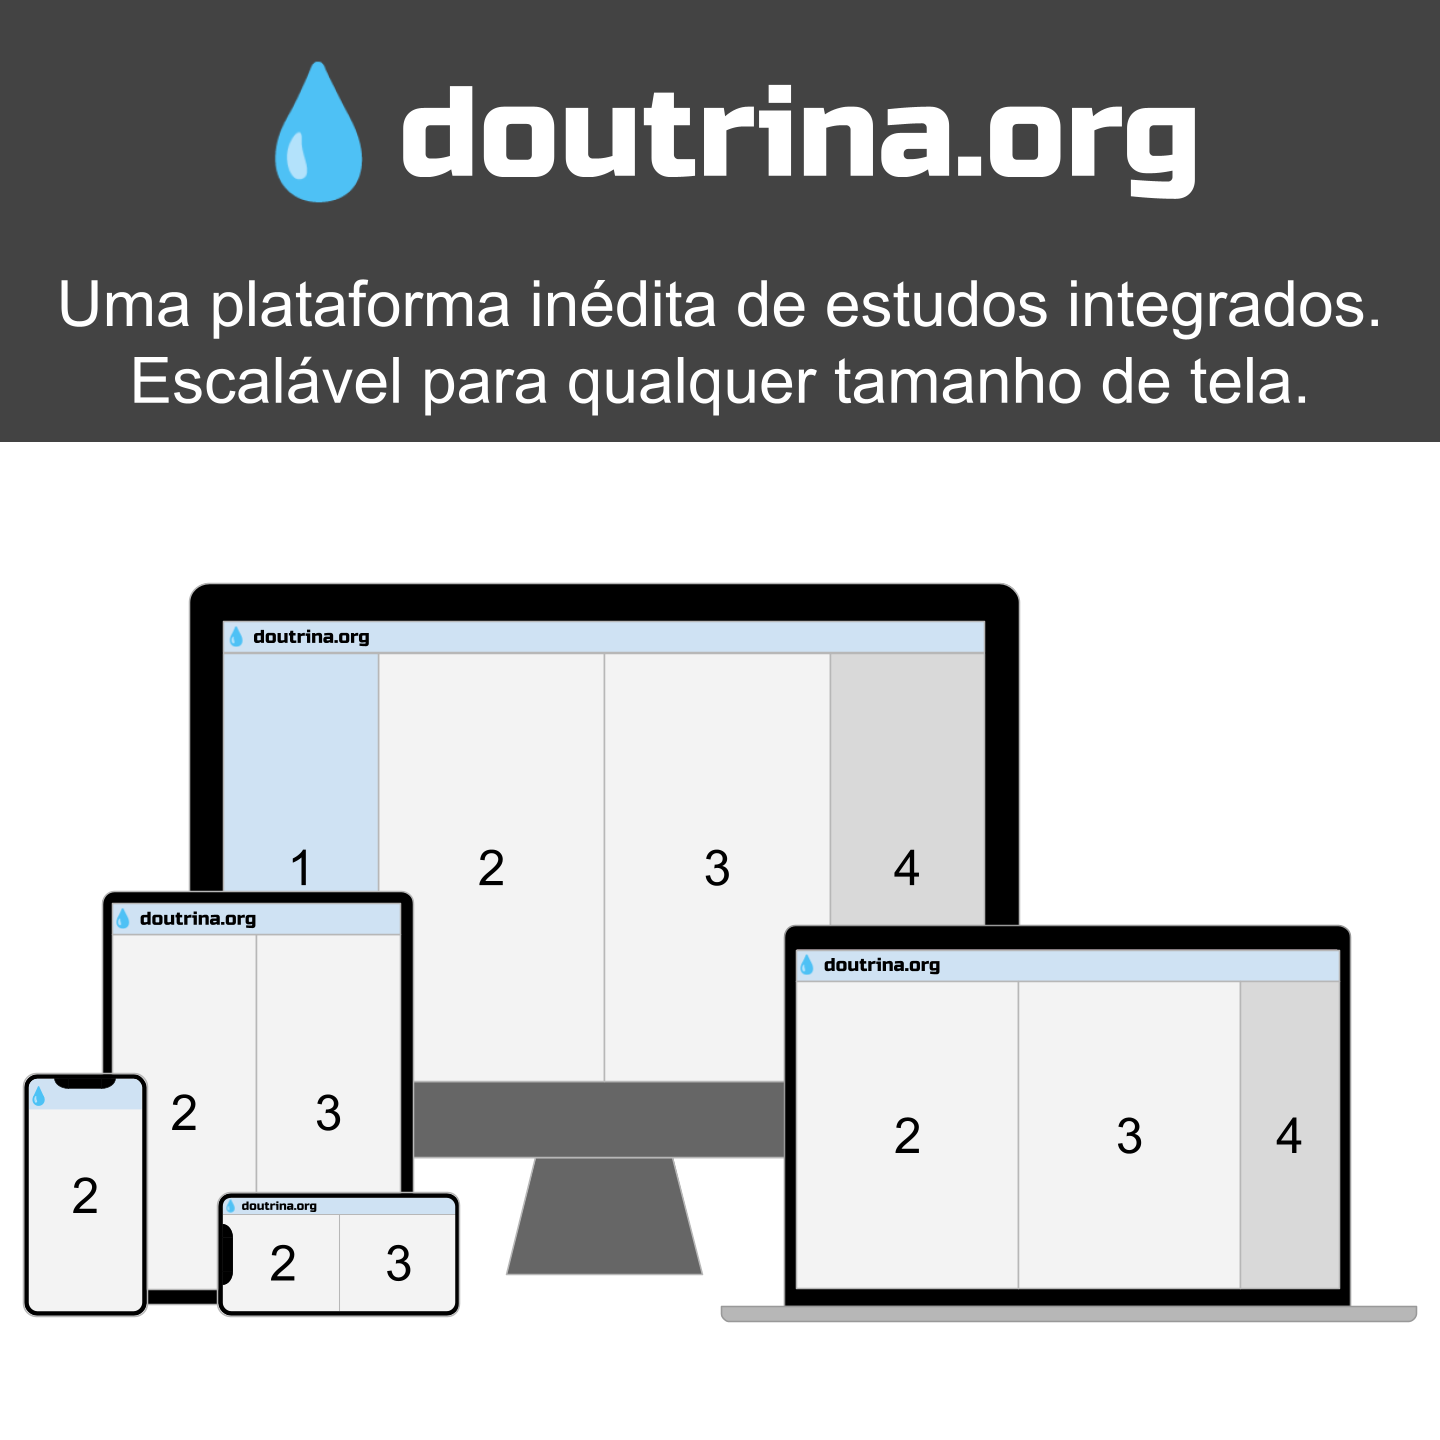 doutrina.org
Uma plataforma inédita de estudos integrados.
Escalável para qualquer tamanho de tela.
doutrina.org
1 2 3 4
doutrina.org
2 3
doutrina.org
2 3 4
2
doutrina.org
2 3